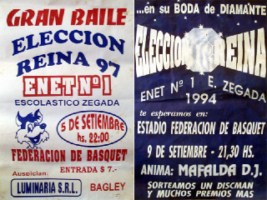 GRAN BAILE
ELECCION
REINA 97
ENET Nº1
ESCOLASTICO ZEGADA
5 DE SETIEMBRE
hs. 22:00
FEDERACION DE BASQUET
ENTRADA $ 7.-
Auspician:
LUMINARIA S.R.L.
BAGLEY
...en su BODA de DIAMANTE
ELECCION REINA
ENET Nº 1 E. ZEGADA
1994
te esperamos en:
ESTADIO FEDERACION DE BASQUET
9 DE SETIEMBRE - 21,30 HS.
ANIMA: MAFALDA D.J.
SORTEAMOS UN DISCMAN
Y MUCHOS PREMIOS MAS